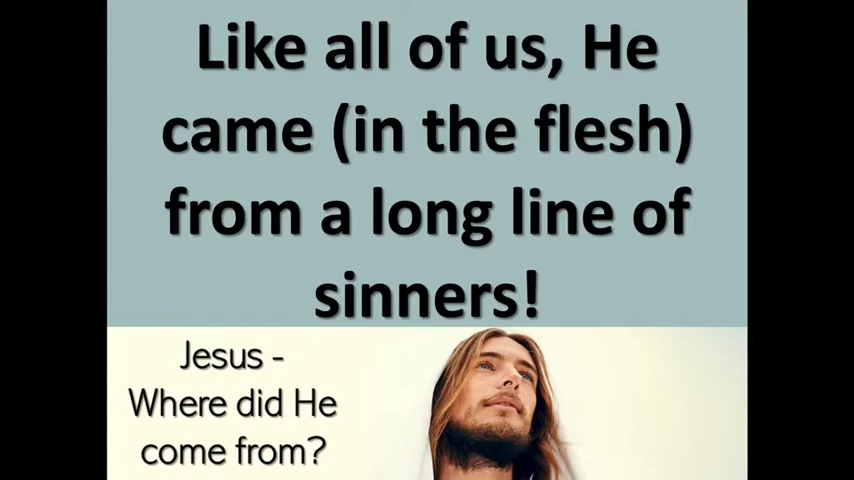 Like all of us, He
came (in the flesh)
from a long line of
sinners!
Jesus -
Where did He
come from?